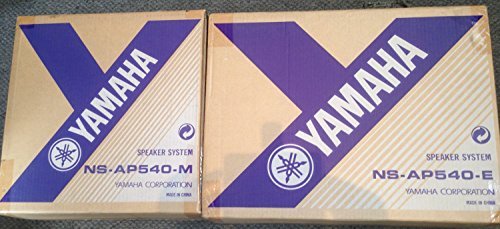 YAMAHA
SPEAKER SYSTEM
NS-AP540-M
YAMAHA CORPORATION
MADE IN CHINA
YAMAHA
SPEAKER SYSTEM
NS-AP540-E
YAMAHA CORPORATION
MADE IN CHINA